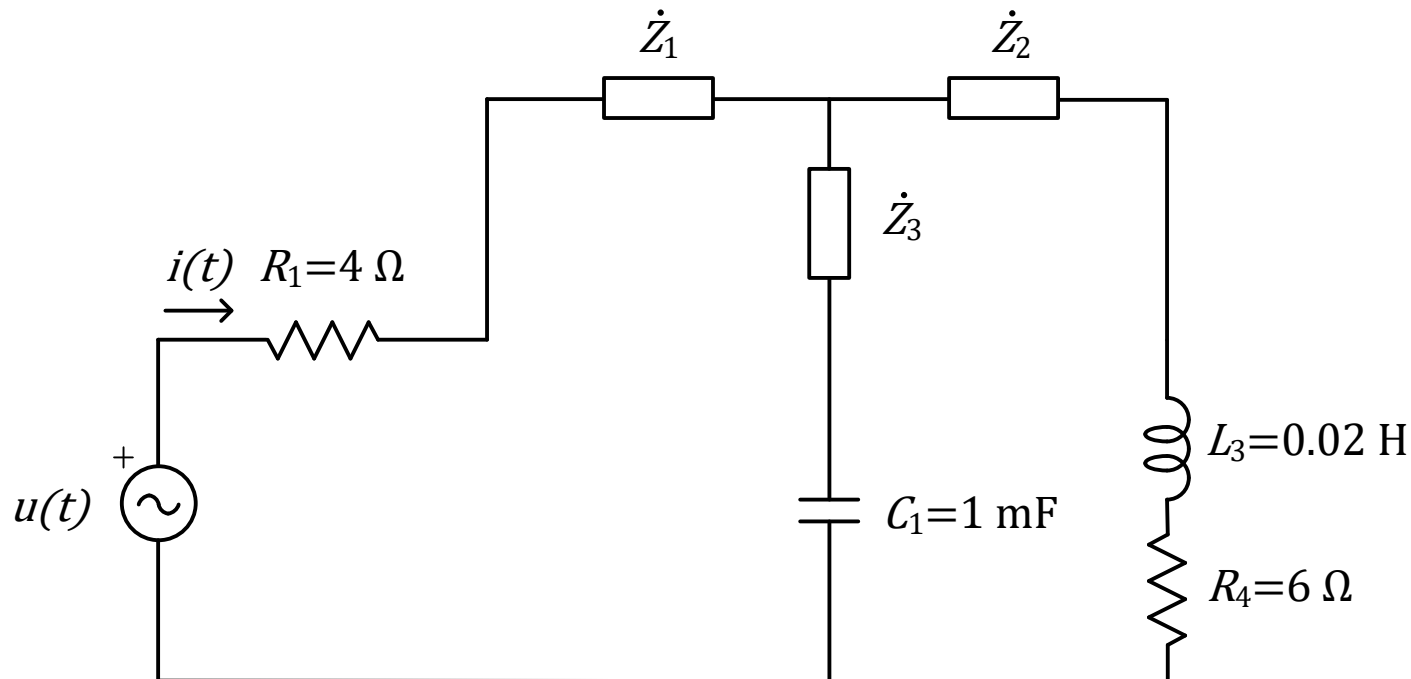 Ż₁
Ż₂
Ż₃
i(t) R₁=4 Ω
+
u(t)
C₁=1 mF
L₃=0.02 H
R₄=6 Ω